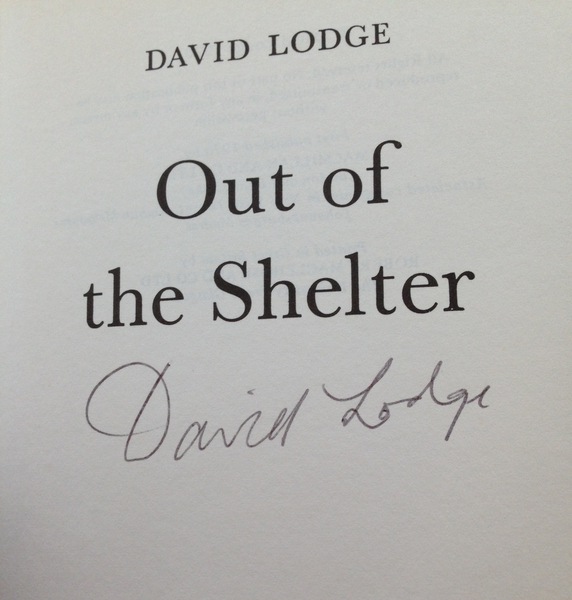 DAVID LODGE
Out of
the Shelter
David Lodge